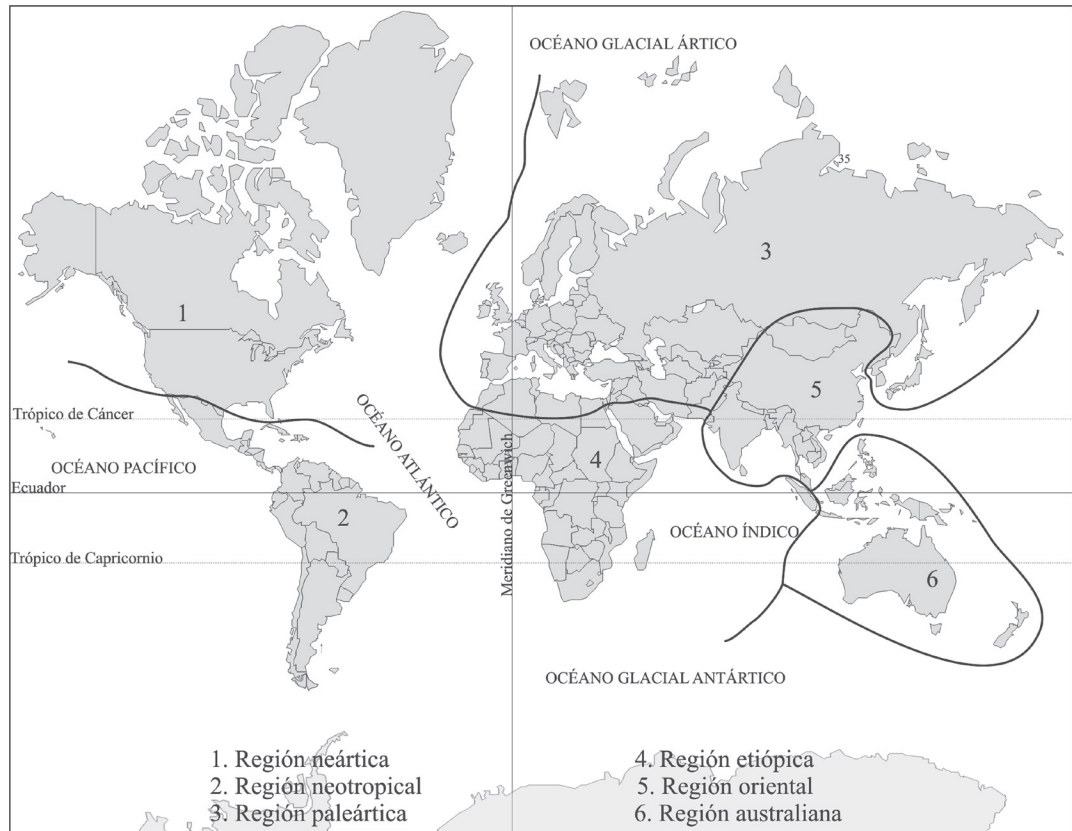 OCÉANO GLACIAL ÁRTICO
35
3
1
5
Trópico de Cáncer
OCÉANO ATLÁNTICO
OCÉANO PACÍFICO
4
Meridiano de Greenwich
Ecuador
2
OCÉANO ÍNDICO
Trópico de Capricornio
6
OCÉANO GLACIAL ANTÁRTICO
1. Región neártica
2. Región neotropical
3. Región paleártica
4. Región etiópica
5. Región oriental
6. Región australiana